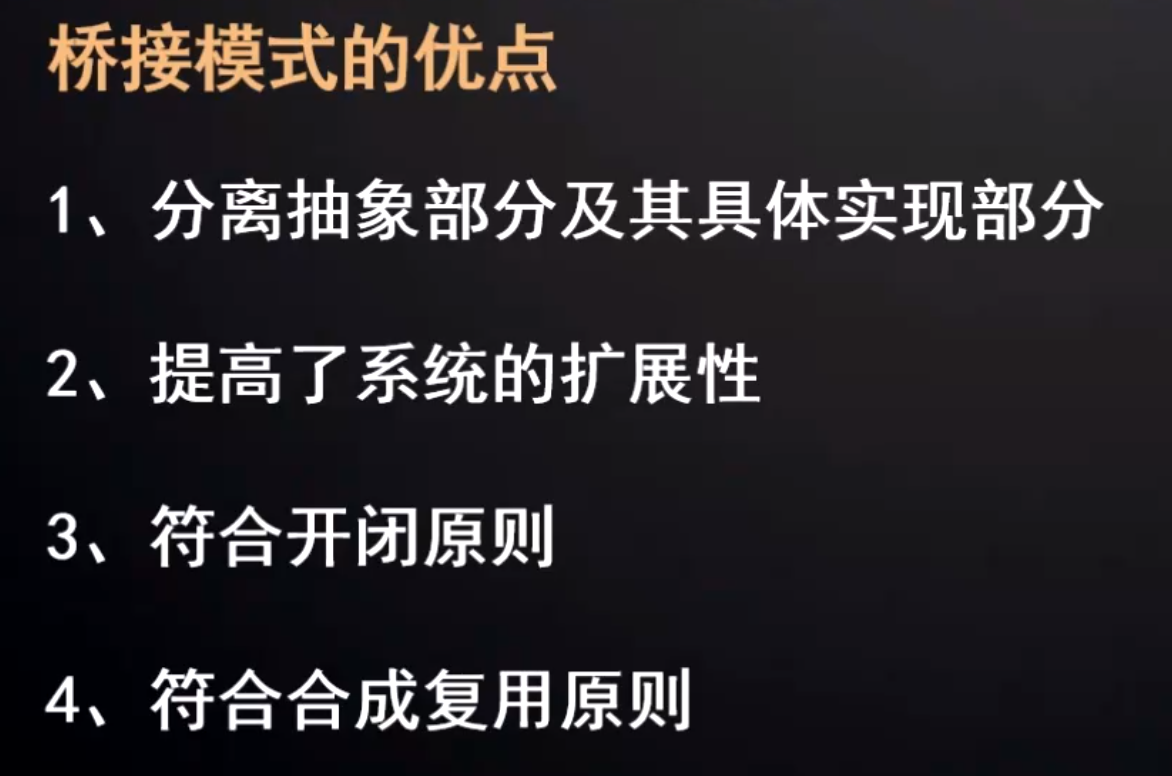 桥接模式的优点
1、分离抽象部分及其具体实现部分
2、提高了系统的扩展性
3、符合开闭原则
4、符合合成复用原则